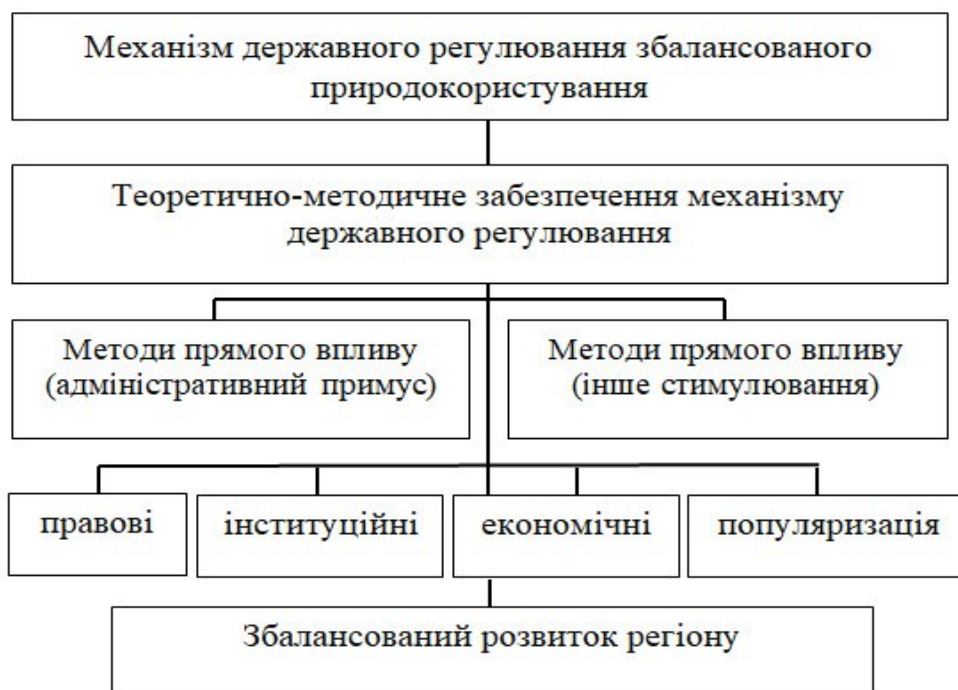 Механізм державного регулювання збалансованого
природокористування
Теоретично-методичне забезпечення механізму
державного регулювання
Методи прямого впливу
(адміністративний примус)
Методи прямого впливу
(інше стимулювання)
правові
інституційні
економічні
популяризація
Збалансований розвиток регіону